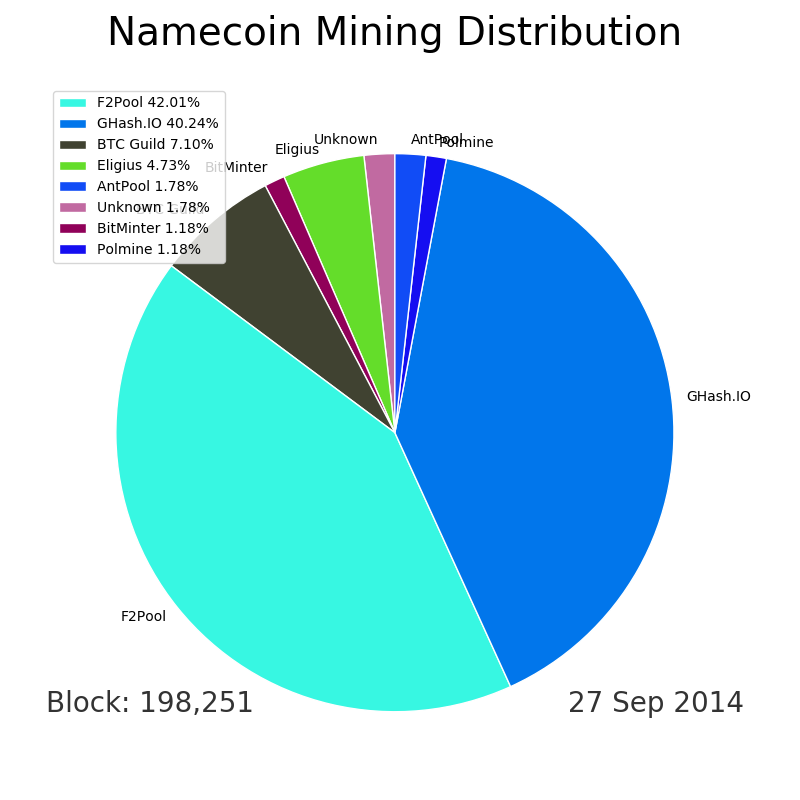 Namecoin Mining Distribution
F2Pool 42.01%
GHash.IO 40.24%
BTC Guild 7.10%
Eligius 4.73%
AntPool 1.78%
Unknown 1.78%
BitMinter 1.18%
Polmine 1.18%
Unknown
AntPool
Polmine
Eligius
BitMinter
GHash.IO
F2Pool
Block: 198,251
27 Sep 2014